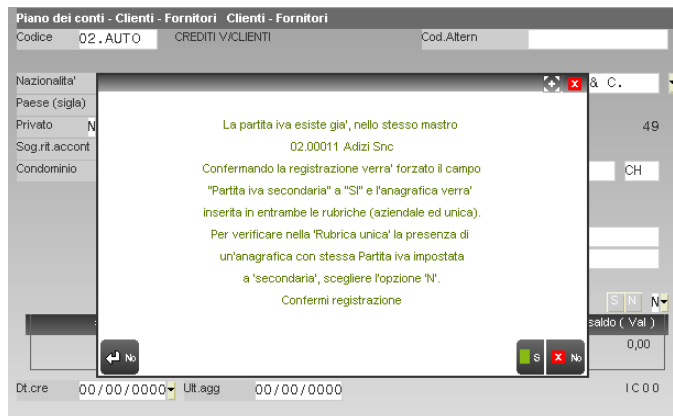 Piano dei conti - Clienti - Fornitori Clienti - Fornitori
Codice 02.AUTO CREDITI V/CLIENTI Cod.Altern
Nazionalita' & C.
Paese (sigla)
Privato N 49
Sog.rit.accont
Condominio CH
La partita iva esiste gia', nello stesso mastro
02.00011 Adizi Snc
Confermando la registrazione verra' forzato il campo
"Partita iva secondaria" a "SI" e l'anagrafica verra'
inserita in entrambe le rubriche (aziendale ed unica).
Per verificare nella 'Rubrica unica' la presenza di
un'anagrafica con stessa Partita iva impostata
a 'secondaria', scegliere l'opzione 'N'.
Confermi registrazione
S N N
saldo ( Val )
0,00
No S No
Dt.cre 00/00/0000 Ult.agg 00/00/0000 IC00